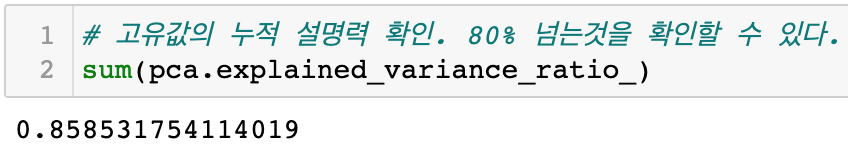 1 # 고유값의 누적 설명력 확인. 80% 넘는것을 확인할 수 있다.
2 sum(pca.explained_variance_ratio_)
0.858531754114019